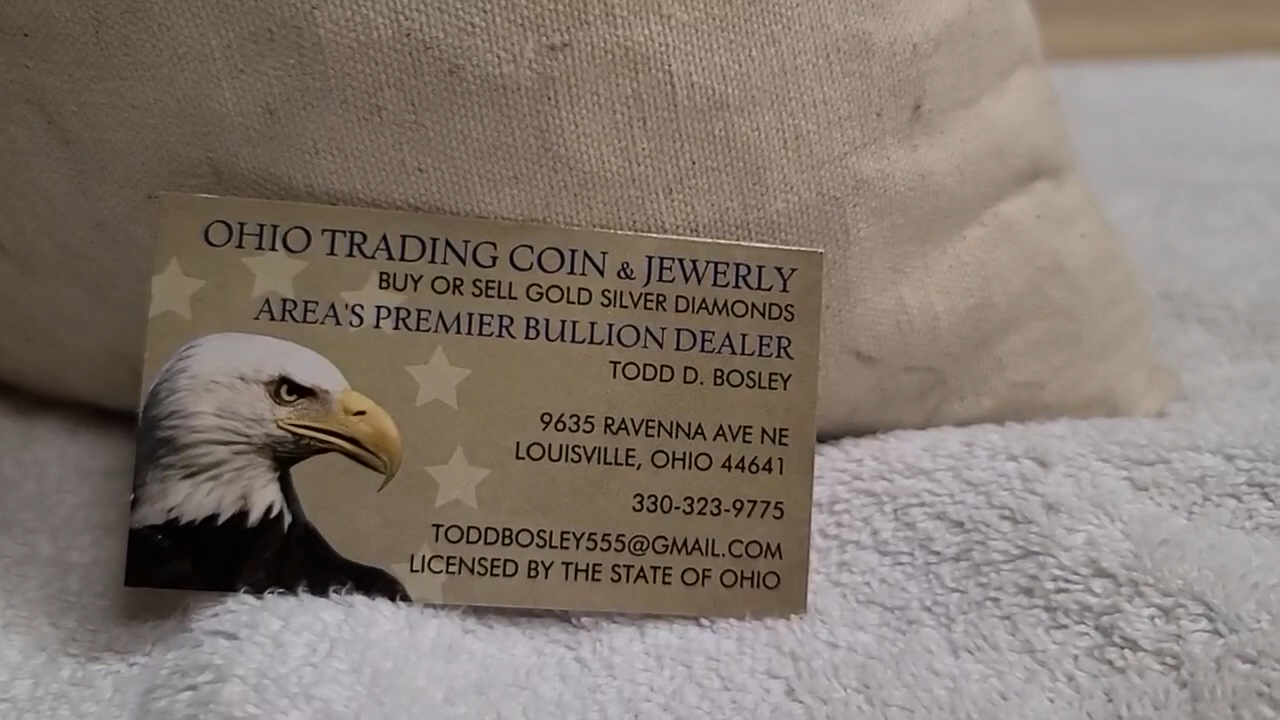 OHIO TRADING COIN & JEWERLY
BUY OR SELL GOLD SILVER DIAMONDS
AREA'S PREMIER BULLION DEALER
TODD D. BOSLEY
9635 RAVENNA AVE NE
LOUISVILLE, OHIO 44641
330-323-9775
TODDBOSLEY555@GMAIL.COM
LICENSED BY THE STATE OF OHIO